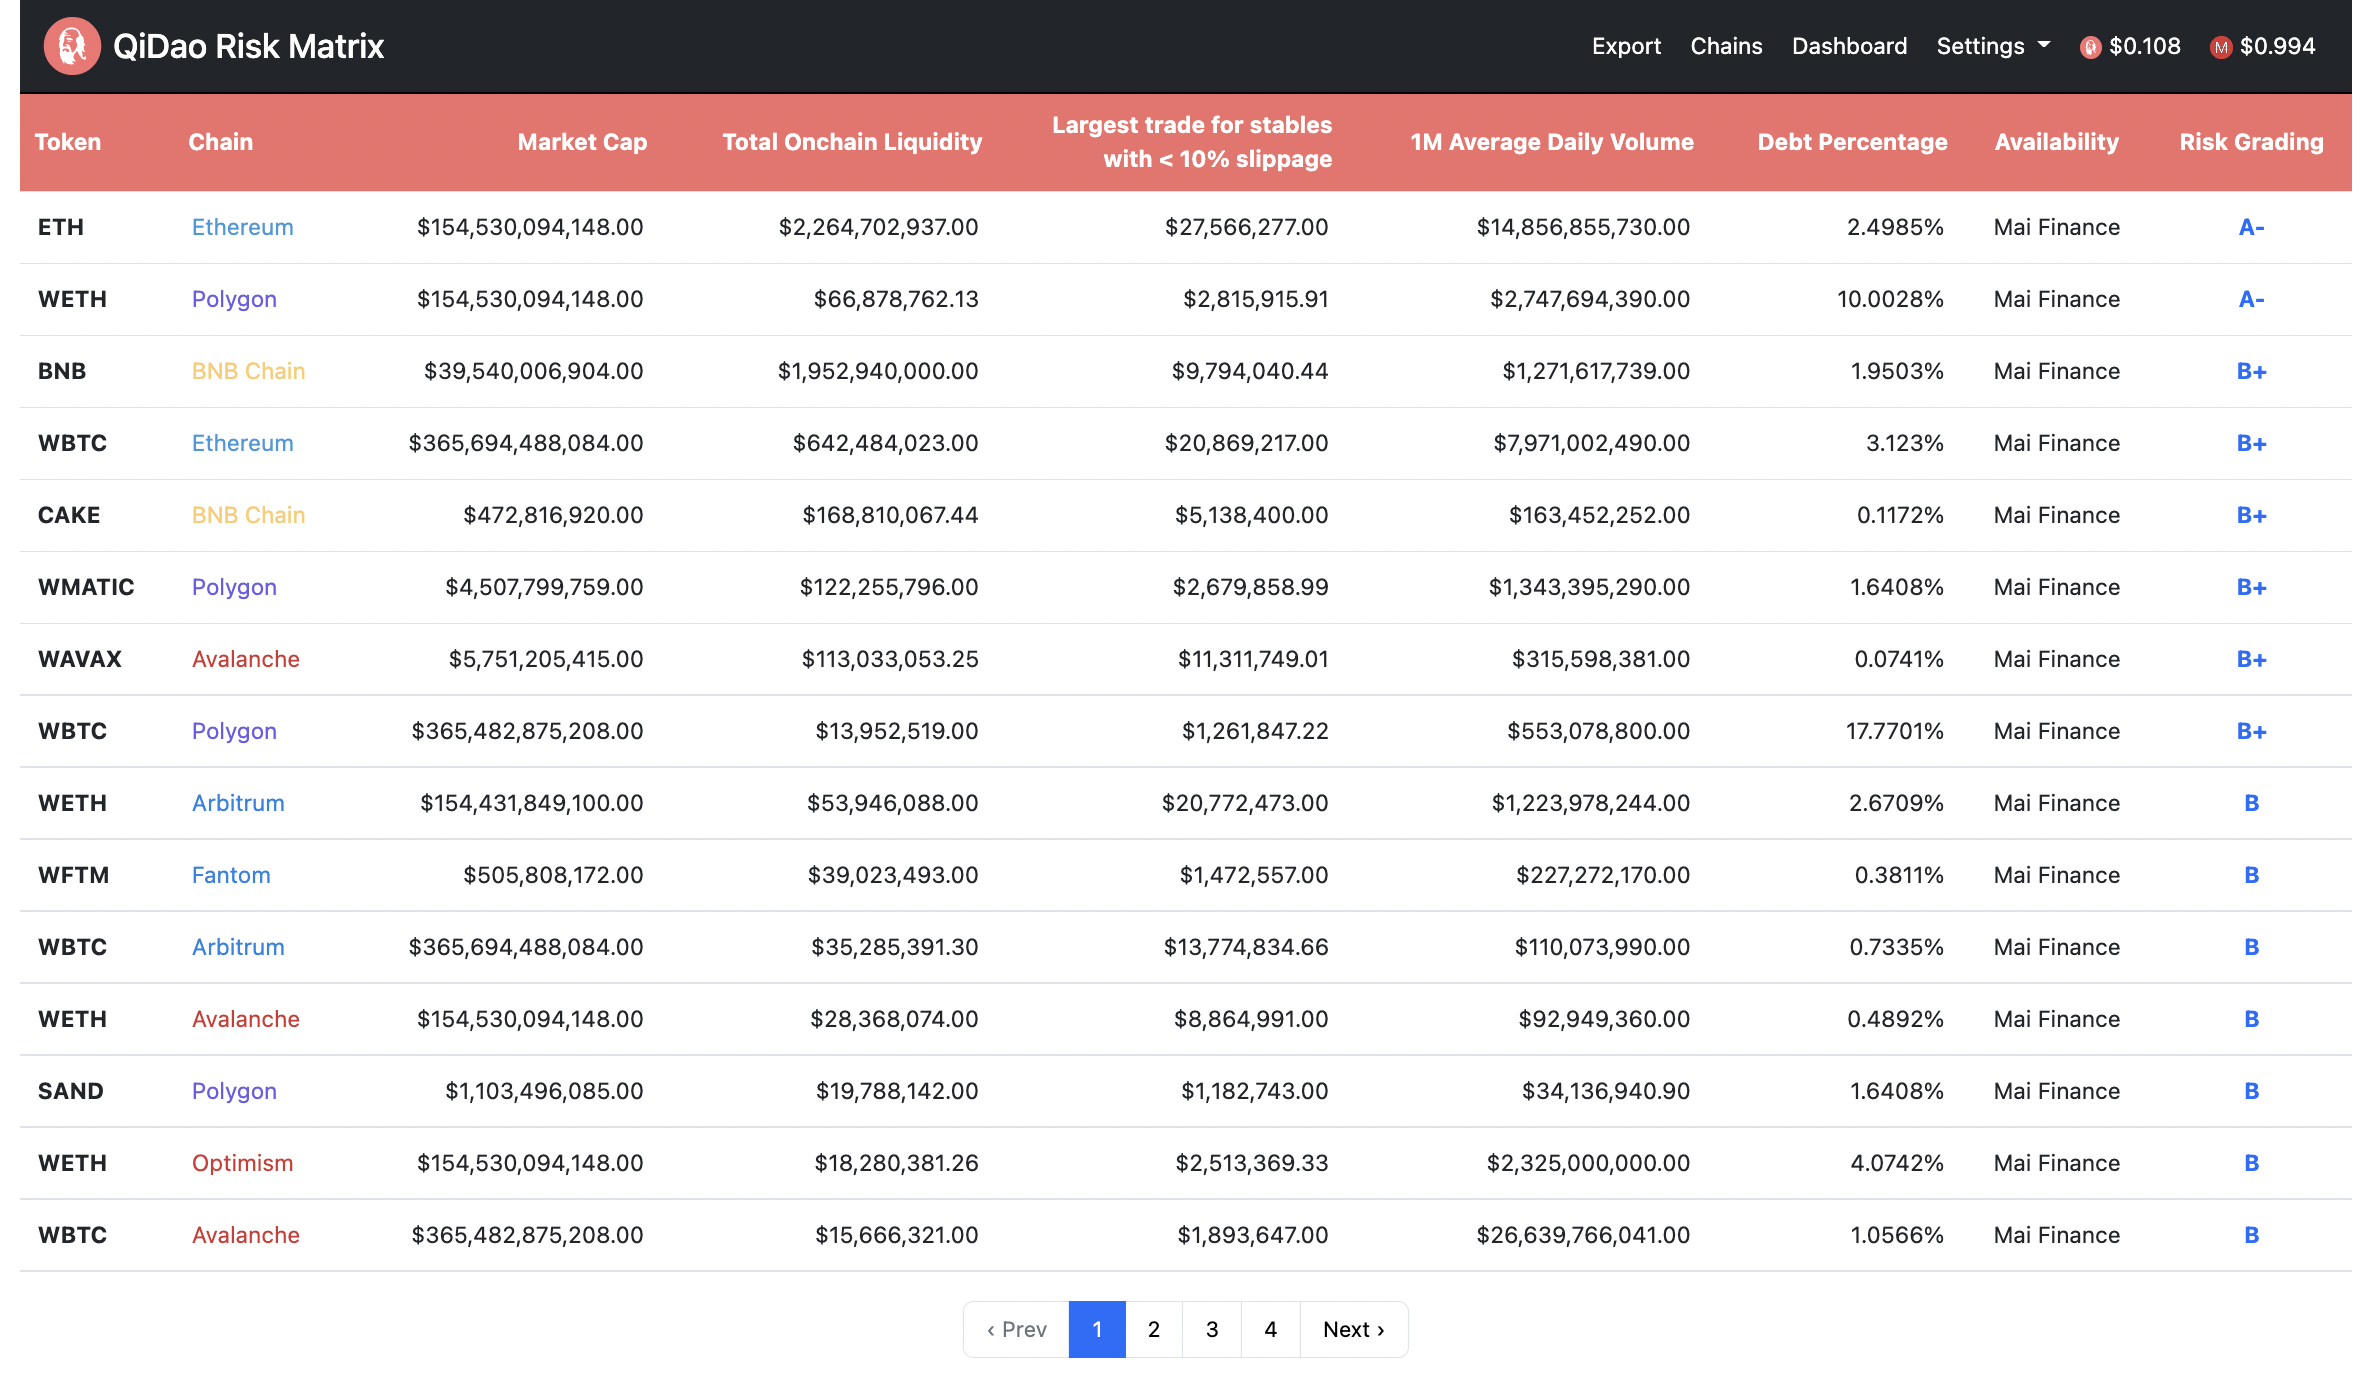 QiDao Risk Matrix Export Chains Dashboard Settings $0.108 M $0.994
Token Chain Market Cap Total Onchain Liquidity Largest trade for stables with < 10% slippage 1M Average Daily Volume Debt Percentage Availability Risk Grading
ETH Ethereum $154,530,094,148.00 $2,264,702,937.00 $27,566,277.00 $14,856,855,730.00 2.4985% Mai Finance A-
WETH Polygon $154,530,094,148.00 $66,878,762.13 $2,815,915.91 $2,747,694,390.00 10.0028% Mai Finance A-
BNB BNB Chain $39,540,006,904.00 $1,952,940,000.00 $9,794,040.44 $1,271,617,739.00 1.9503% Mai Finance B+
WBTC Ethereum $365,694,488,084.00 $642,484,023.00 $20,869,217.00 $7,971,002,490.00 3.123% Mai Finance B+
CAKE BNB Chain $472,816,920.00 $168,810,067.44 $5,138,400.00 $163,452,252.00 0.1172% Mai Finance B+
WMATIC Polygon $4,507,799,759.00 $122,255,796.00 $2,679,858.99 $1,343,395,290.00 1.6408% Mai Finance B+
WAVAX Avalanche $5,751,205,415.00 $113,033,053.25 $11,311,749.01 $315,598,381.00 0.0741% Mai Finance B+
WBTC Polygon $365,482,875,208.00 $13,952,519.00 $1,261,847.22 $553,078,800.00 17.7701% Mai Finance B+
WETH Arbitrum $154,431,849,100.00 $53,946,088.00 $20,772,473.00 $1,223,978,244.00 2.6709% Mai Finance B
WFTM Fantom $505,808,172.00 $39,023,493.00 $1,472,557.00 $227,272,170.00 0.3811% Mai Finance B
WBTC Arbitrum $365,694,488,084.00 $35,285,391.30 $13,774,834.66 $110,073,990.00 0.7335% Mai Finance B
WETH Avalanche $154,530,094,148.00 $28,368,074.00 $8,864,991.00 $92,949,360.00 0.4892% Mai Finance B
SAND Polygon $1,103,496,085.00 $19,788,142.00 $1,182,743.00 $34,136,940.90 1.6408% Mai Finance B
WETH Optimism $154,530,094,148.00 $18,280,381.26 $2,513,369.33 $2,325,000,000.00 4.0742% Mai Finance B
WBTC Avalanche $365,482,875,208.00 $15,666,321.00 $1,893,647.00 $26,639,766,041.00 1.0566% Mai Finance B
‹ Prev 1 2 3 4 Next ›